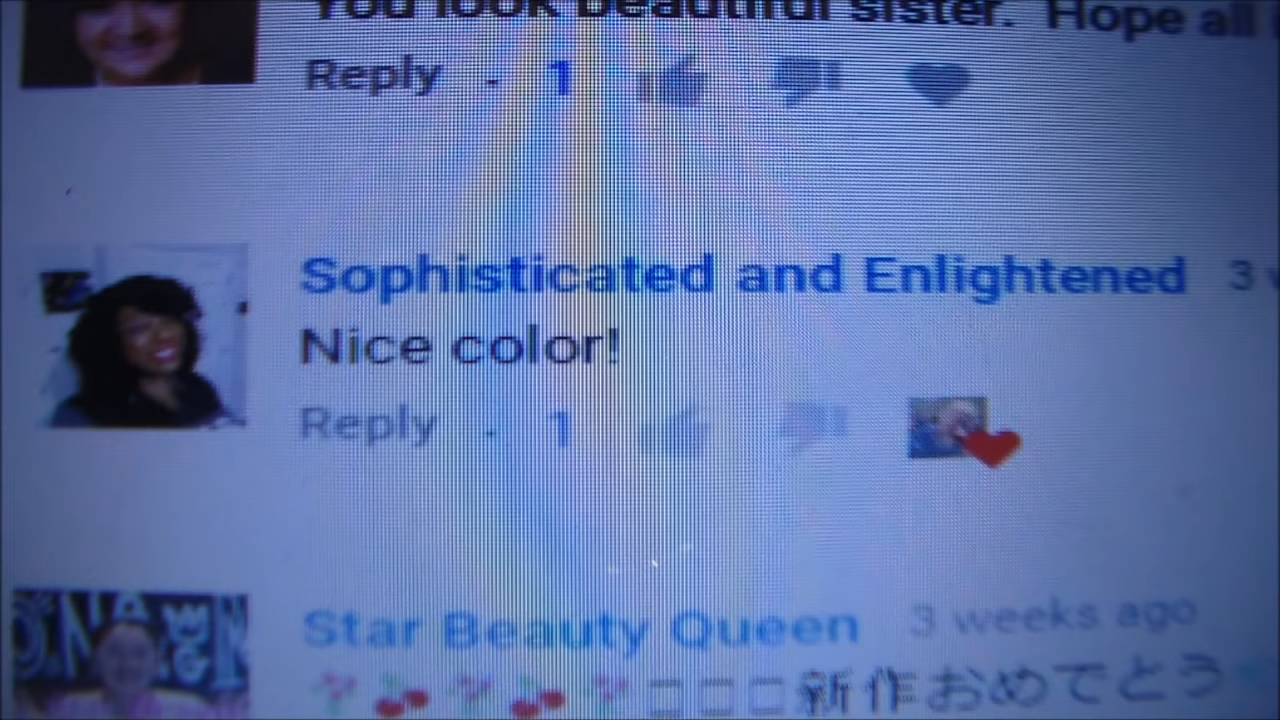 You look beautiful sister. Hope all
Reply · 1
Sophisticated and Enlightened 3
Nice color!
Reply · 1
Star Beauty Queen 3 weeks ago
新作おめでとう